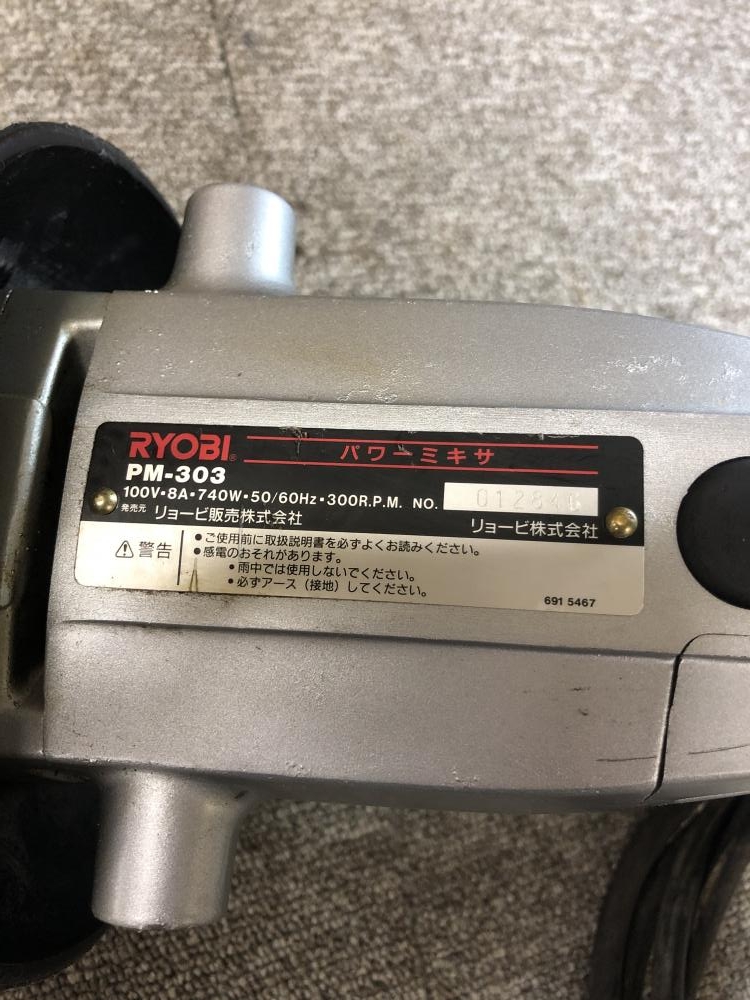 RYOBI® パワーミキサ
PM-303
100V・8A・740W・50/60Hz・300R.P.M. NO.
発売元 リョービ販売株式会社 リョービ株式会社
⚠警告
・ご使用前に取扱説明書を必ずよくお読みください。
・感電のおそれがあります。
・雨中では使用しないでください。
・必ずアース（接地）してください。
691 5467